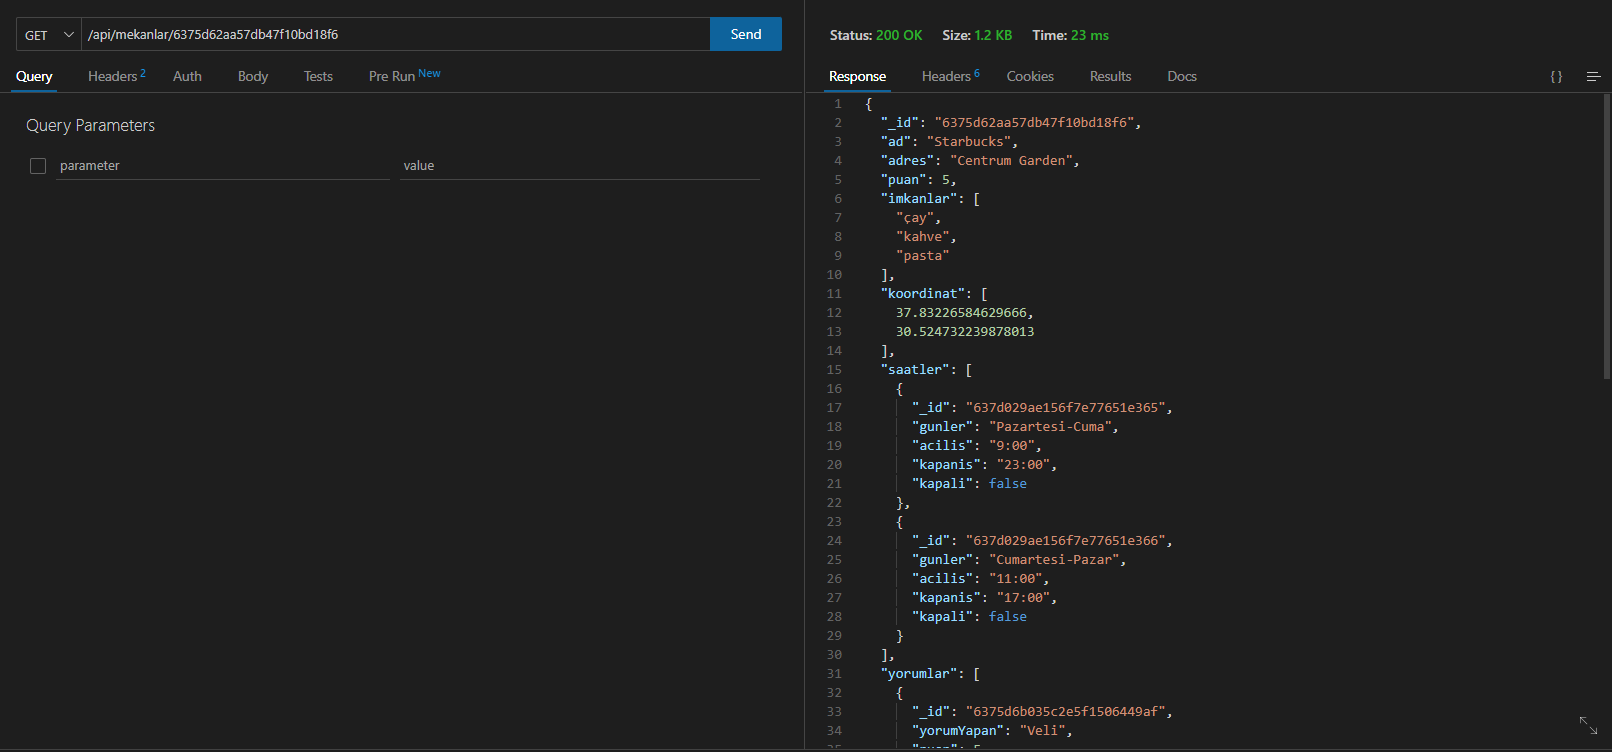 GET /api/mekanlar/6375d62aa57db47f10bd18f6 Send
Query Headers 2 Auth Body Tests Pre Run New
Query Parameters
parameter value
Status: 200 OK Size: 1.2 KB Time: 23 ms
Response Headers 6 Cookies Results Docs {}
1 {
2 "_id": "6375d62aa57db47f10bd18f6",
3 "ad": "Starbucks",
4 "adres": "Centrum Garden",
5 "puan": 5,
6 "imkanlar": [
7 "çay",
8 "kahve",
9 "pasta"
10 ],
11 "koordinat": [
12 37.83226584629666,
13 30.524732239878013
14 ],
15 "saatler": [
16 {
17 "_id": "637d029ae156f7e77651e365",
18 "gunler": "Pazartesi-Cuma",
19 "acilis": "9:00",
20 "kapanis": "23:00",
21 "kapali": false
22 },
23 {
24 "_id": "637d029ae156f7e77651e366",
25 "gunler": "Cumartesi-Pazar",
26 "acilis": "11:00",
27 "kapanis": "17:00",
28 "kapali": false
29 }
30 ],
31 "yorumlar": [
32 {
33 "_id": "6375d6b035c2e5f1506449af",
34 "yorumYapan": "Veli",
35 "puan": 5